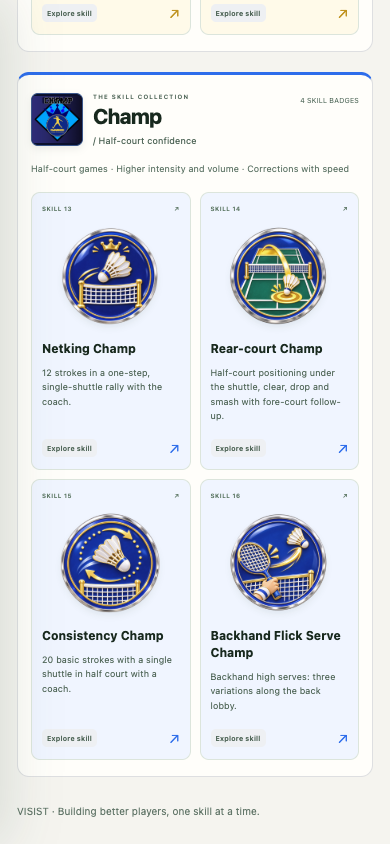 Explore skill
Explore skill
CHAMP
THE SKILL COLLECTION
4 SKILL BADGES
Champ
/ Half-court confidence
Half-court games · Higher intensity and volume · Corrections with speed
SKILL 13
Netking Champ
12 strokes in a one-step,
single-shuttle rally with the
coach.
Explore skill
SKILL 14
Rear-court Champ
Half-court positioning under
the shuttle, clear, drop and
smash with fore-court follow-
up.
Explore skill
SKILL 15
Consistency Champ
20 basic strokes with a single
shuttle in half court with a
coach.
Explore skill
SKILL 16
Backhand Flick Serve
Champ
Backhand high serves: three
variations along the back
lobby.
Explore skill
VISIST · Building better players, one skill at a time.